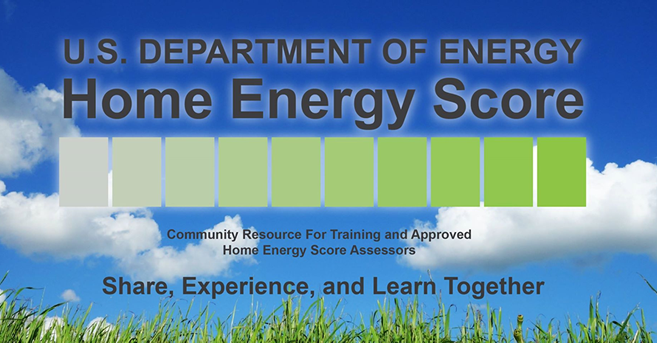 U.S. DEPARTMENT OF ENERGY
Home Energy Score
Community Resource For Training and Approved
Home Energy Score Assessors
Share, Experience, and Learn Together